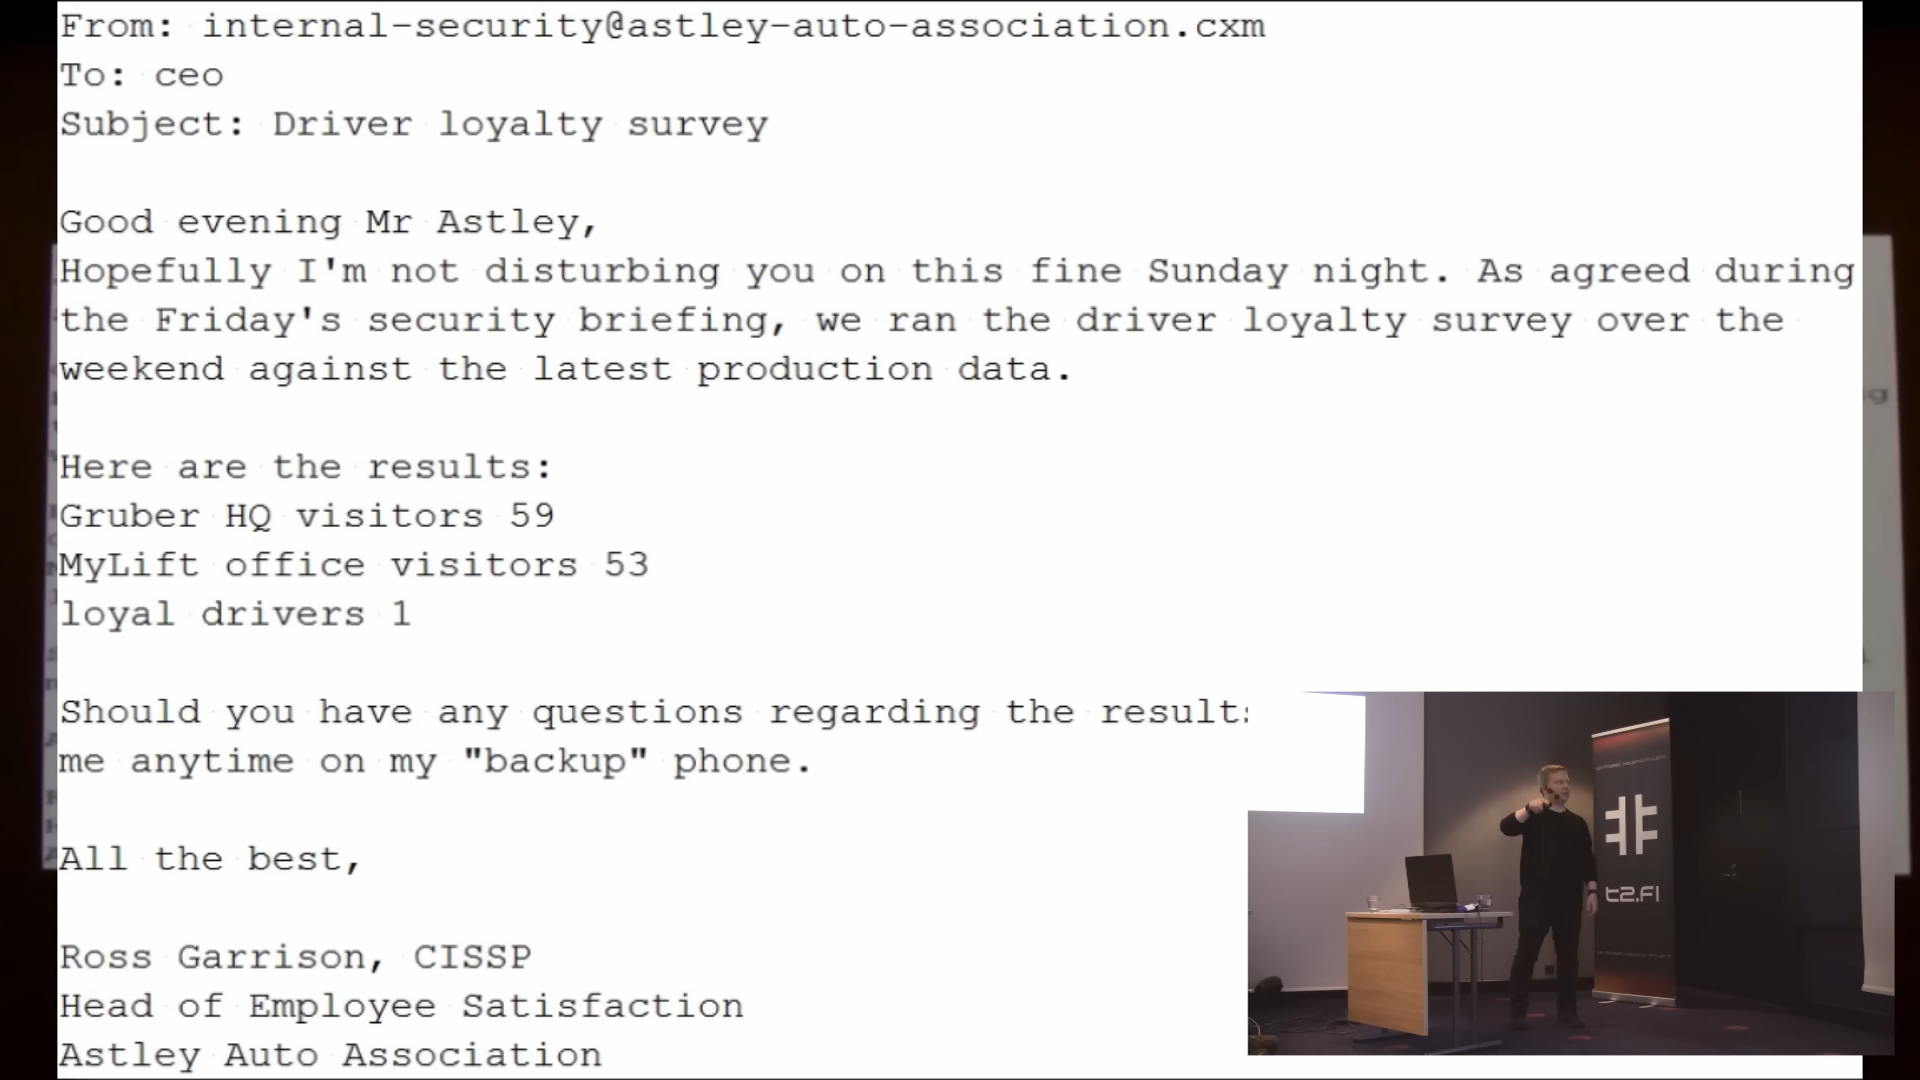 From: internal-security@astley-auto-association.cxm
To: ceo
Subject: Driver loyalty survey
Good evening Mr Astley,
Hopefully I'm not disturbing you on this fine Sunday night. As agreed during
the Friday's security briefing, we ran the driver loyalty survey over the
weekend against the latest production data.
Here are the results:
Gruber HQ visitors 59
MyLift office visitors 53
loyal drivers 1
Should you have any questions regarding the results
me anytime on my "backup" phone.
All the best,
Ross Garrison, CISSP
Head of Employee Satisfaction
Astley Auto Association
t2.fi